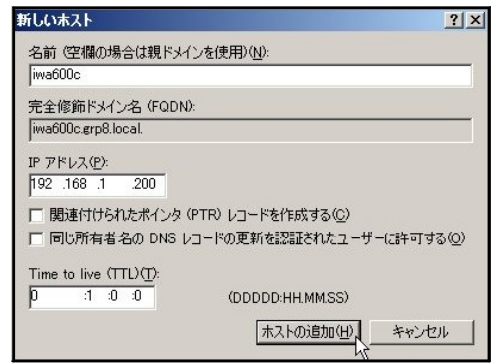 新しいホスト
名前 (空欄の場合は親ドメインを使用)(N):
iwa600c
完全修飾ドメイン名 (FQDN):
iwa600c.grp8.local.
IP アドレス(P):
192 .168 .1 .200
関連付けられたポインタ (PTR) レコードを作成する(C)
同じ所有者名の DNS レコードの更新を認証されたユーザーに許可する(O)
Time to live (TTL)(T):
0 :1 :0 :0 (DDDDD:HH.MM.SS)
ホストの追加(H) キャンセル